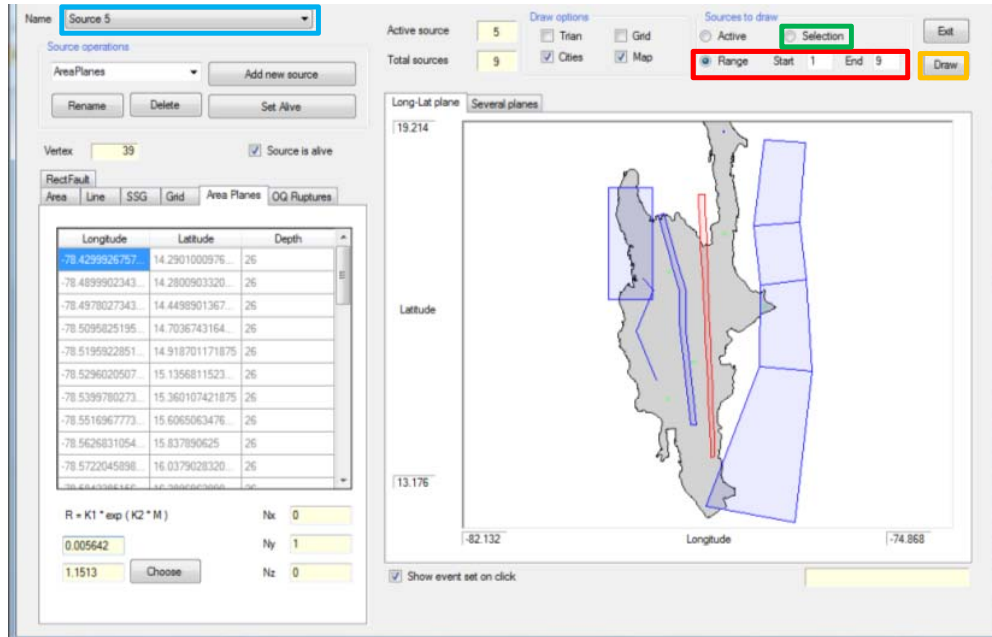 Name Source 5
Source operations
AreaPlanes Add new source
Rename Delete Set Alive
Vertex 39 Source is alive
RectFault
Area Line SSG Grid Area Planes OQ Ruptures
Longitude Latitude Depth
-78.4299926757... 14.2901000976... 26
-78.4899902343... 14.2800903320... 26
-78.4978027343... 14.4498901367... 26
-78.5095825195... 14.7036743164... 26
-78.5195922851... 14.918701171875 26
-78.5296020507... 15.1356811523... 26
-78.5399780273... 15.360107421875 26
-78.5516967773... 15.6065063476... 26
-78.5626831054... 15.837890625 26
-78.5722045898... 16.0379028320... 26
R = K1 * exp ( K2 * M ) Nx 0
0.005642 Ny 1
1.1513 Choose Nz 0
Active source 5
Total sources 9
Draw options
Trian Grid
Cities Map
Sources to draw
Active Selection
Range Start 1 End 9
Exit
Draw
Long-Lat plane Several planes
19.214
Latitude
13.176
-82.132 Longitude -74.868
Show event set on click